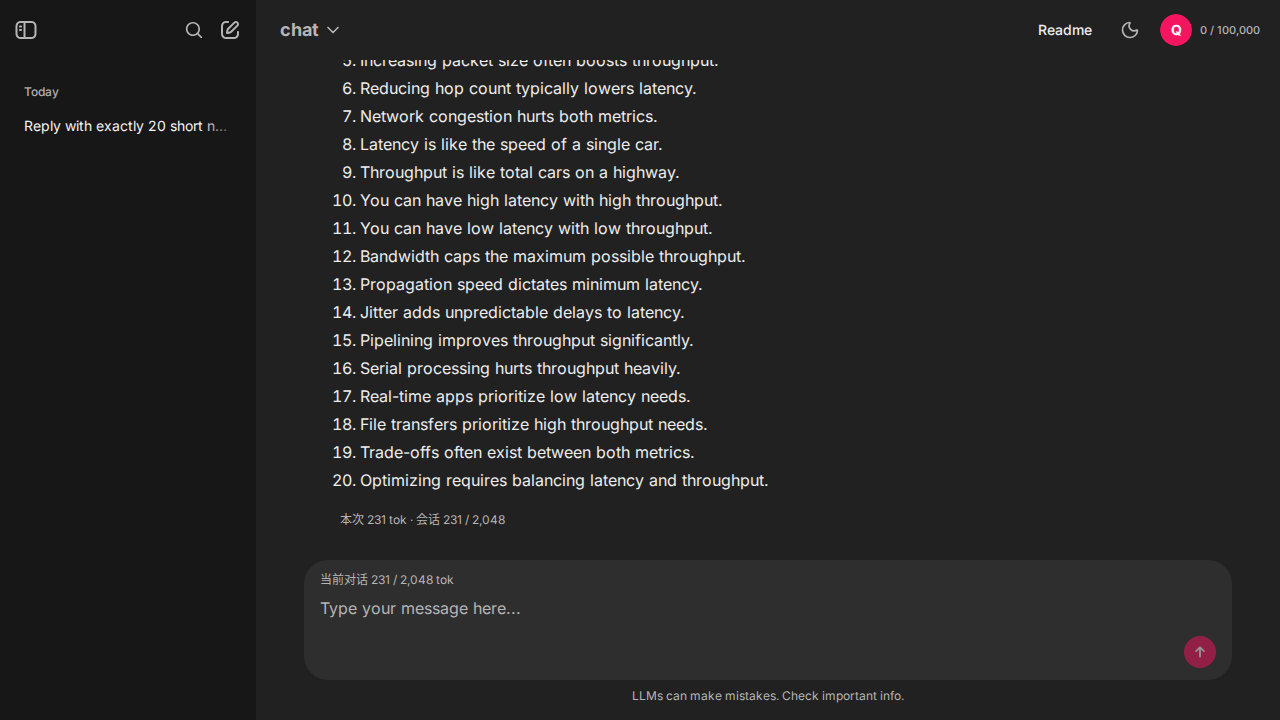 chat
Readme
Q
0 / 100,000
Today
Reply with exactly 20 short n...
5. Increasing packet size often boosts throughput.
6. Reducing hop count typically lowers latency.
7. Network congestion hurts both metrics.
8. Latency is like the speed of a single car.
9. Throughput is like total cars on a highway.
10. You can have high latency with high throughput.
11. You can have low latency with low throughput.
12. Bandwidth caps the maximum possible throughput.
13. Propagation speed dictates minimum latency.
14. Jitter adds unpredictable delays to latency.
15. Pipelining improves throughput significantly.
16. Serial processing hurts throughput heavily.
17. Real-time apps prioritize low latency needs.
18. File transfers prioritize high throughput needs.
19. Trade-offs often exist between both metrics.
20. Optimizing requires balancing latency and throughput.
本次 231 tok · 会话 231 / 2,048
当前对话 231 / 2,048 tok
Type your message here...
LLMs can make mistakes. Check important info.